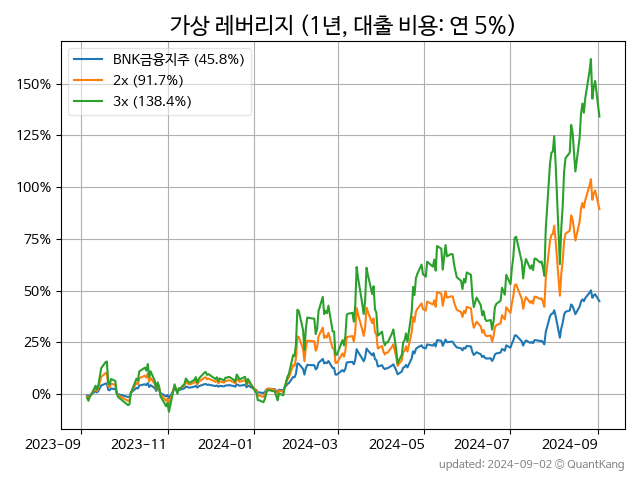 가상 레버리지 (1년, 대출 비용: 연 5%)
BNK금융지주 (45.8%)
2x (91.7%)
3x (138.4%)
150%
125%
100%
75%
50%
25%
0%
2023-09 2023-11 2024-01 2024-03 2024-05 2024-07 2024-09
updated: 2024-09-02 © QuantKang